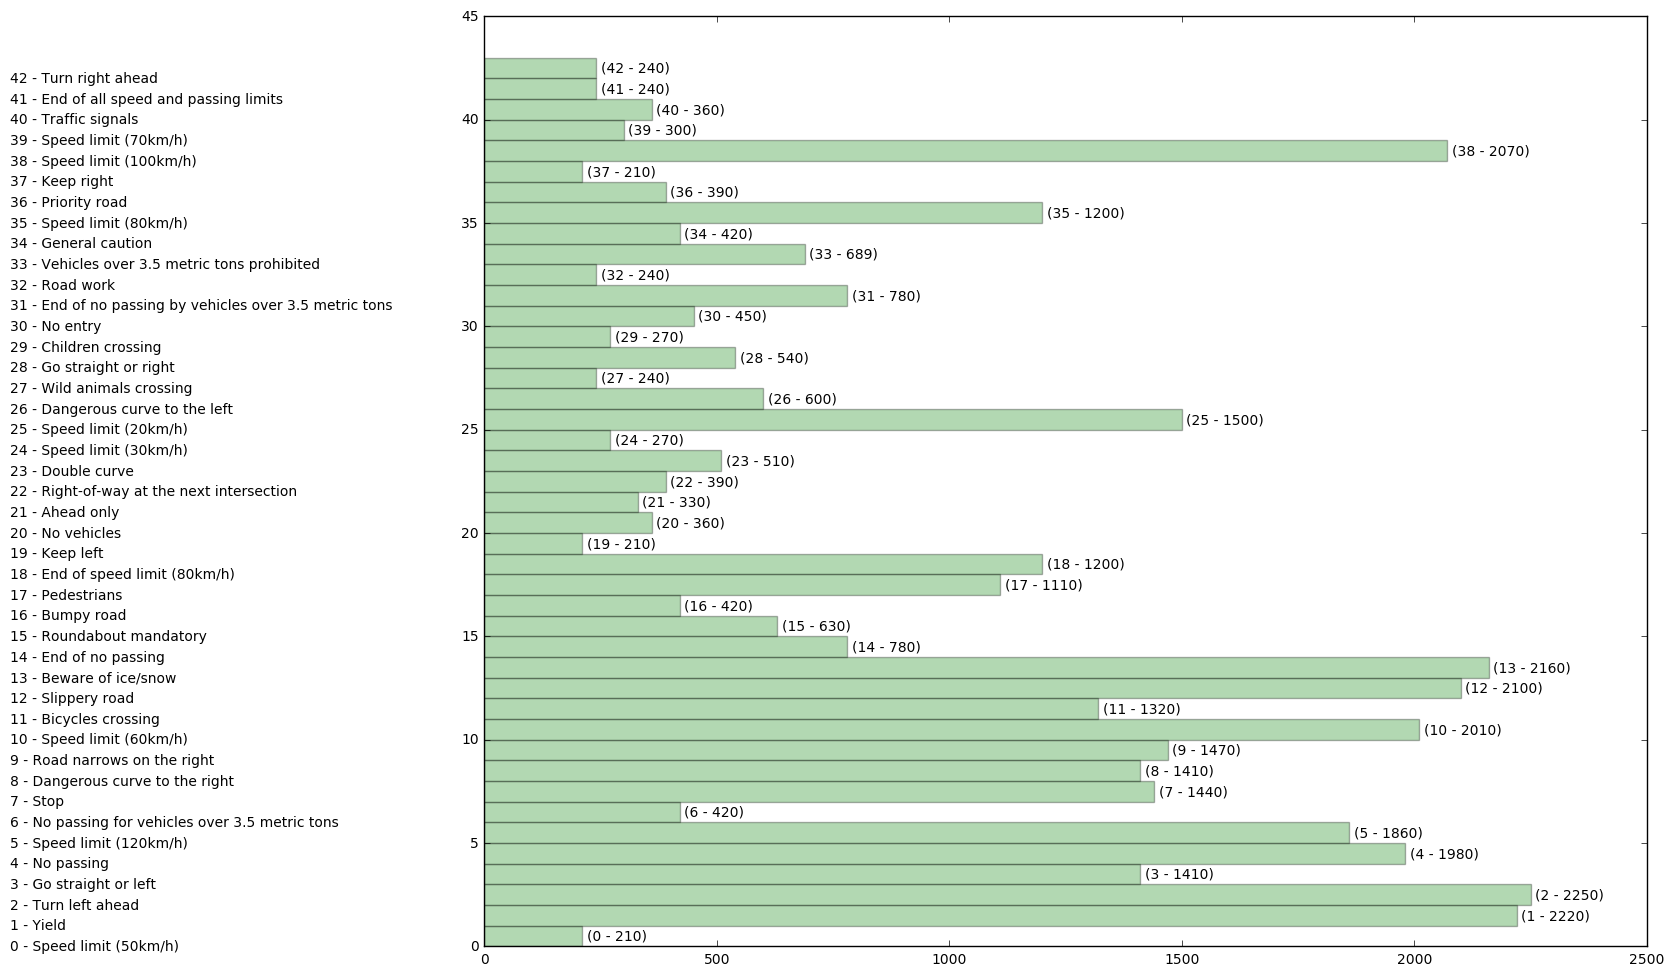 45
42 - Turn right ahead (42 - 240)
41 - End of all speed and passing limits (41 - 240)
40 - Traffic signals 40 (40 - 360)
39 - Speed limit (70km/h) (39 - 300)
38 - Speed limit (100km/h) (38 - 2070)
37 - Keep right (37 - 210)
36 - Priority road (36 - 390)
35 - Speed limit (80km/h) 35 (35 - 1200)
34 - General caution (34 - 420)
33 - Vehicles over 3.5 metric tons prohibited (33 - 689)
32 - Road work (32 - 240)
31 - End of no passing by vehicles over 3.5 metric tons (31 - 780)
30 - No entry 30 (30 - 450)
29 - Children crossing (29 - 270)
28 - Go straight or right (28 - 540)
27 - Wild animals crossing (27 - 240)
26 - Dangerous curve to the left (26 - 600)
25 - Speed limit (20km/h) 25 (25 - 1500)
24 - Speed limit (30km/h) (24 - 270)
23 - Double curve (23 - 510)
22 - Right-of-way at the next intersection (22 - 390)
21 - Ahead only (21 - 330)
20 - No vehicles 20 (20 - 360)
19 - Keep left (19 - 210)
18 - End of speed limit (80km/h) (18 - 1200)
17 - Pedestrians (17 - 1110)
16 - Bumpy road (16 - 420)
15 - Roundabout mandatory 15 (15 - 630)
14 - End of no passing (14 - 780)
13 - Beware of ice/snow (13 - 2160)
12 - Slippery road (12 - 2100)
11 - Bicycles crossing (11 - 1320)
10 - Speed limit (60km/h) 10 (10 - 2010)
9 - Road narrows on the right (9 - 1470)
8 - Dangerous curve to the right (8 - 1410)
7 - Stop (7 - 1440)
6 - No passing for vehicles over 3.5 metric tons (6 - 420)
5 - Speed limit (120km/h) 5 (5 - 1860)
4 - No passing (4 - 1980)
3 - Go straight or left (3 - 1410)
2 - Turn left ahead (2 - 2250)
1 - Yield (1 - 2220)
0 - Speed limit (50km/h) 0 (0 - 210)
0 500 1000 1500 2000 2500